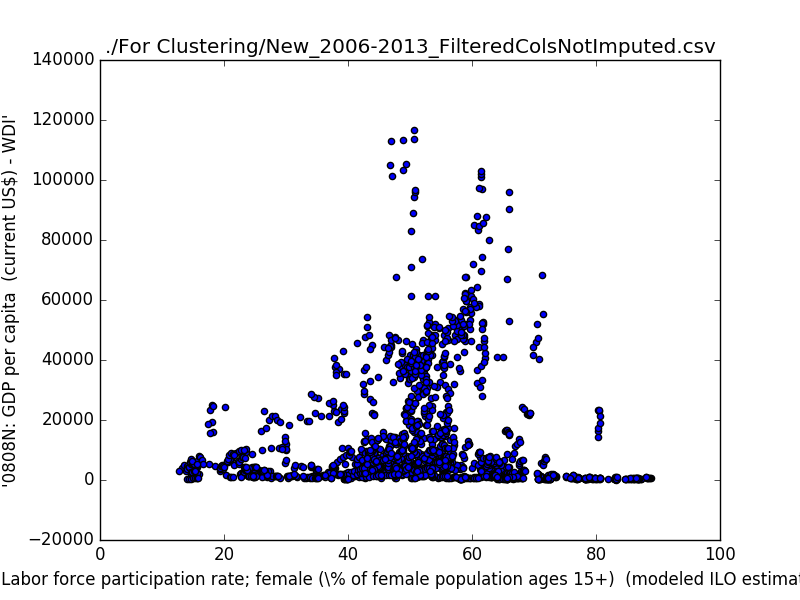 ./For Clustering/New_2006-2013_FilteredColsNotImputed.csv
140000
120000
100000
80000
60000
40000
20000
0
−20000
'0808N: GDP per capita (current US$) - WDI'
0 20 40 60 80 100
Labor force participation rate; female (\% of female population ages 15+) (modeled ILO estimat